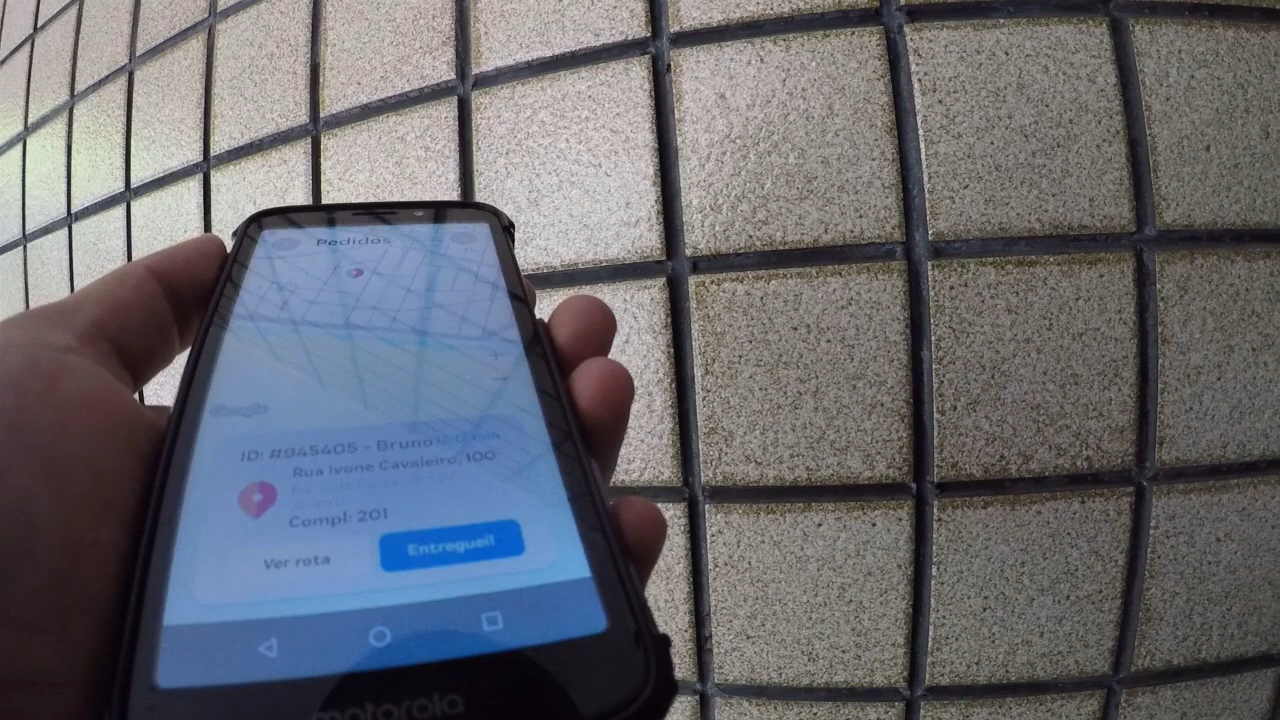 Pedidos
Google
ID: #945405 - Bruno
Rua Ivone Cavaleiro, 100
Compl: 201
Ver rota
Entreguei!
motorola